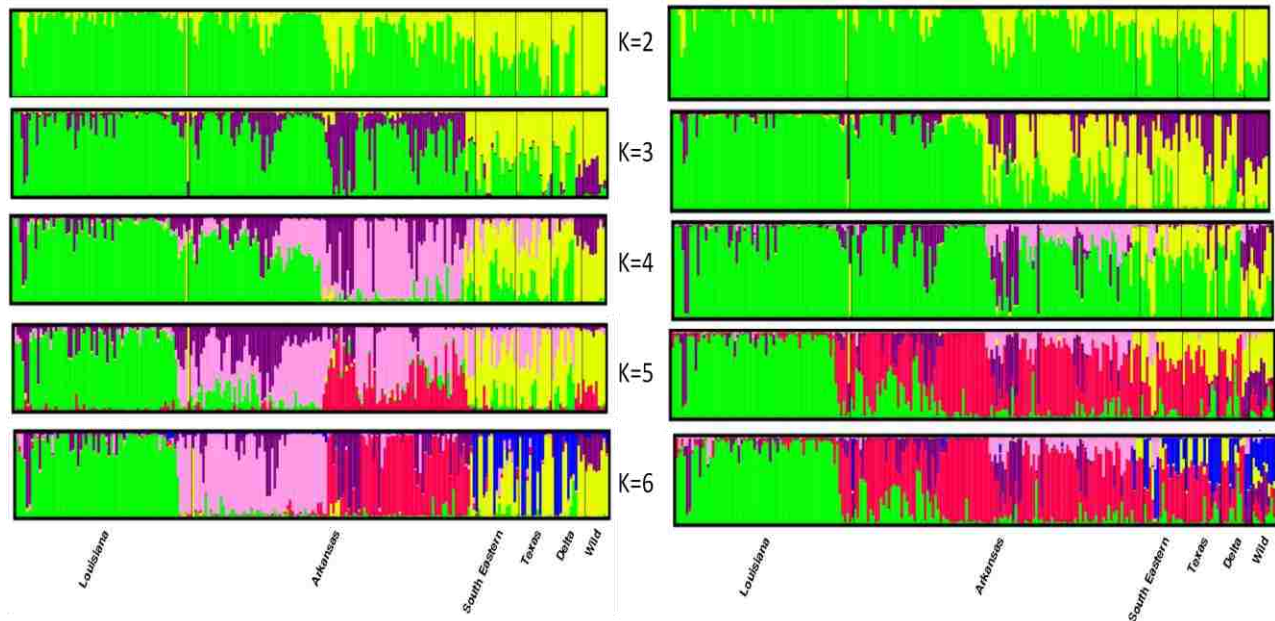 K=2
K=3
K=4
K=5
K=6
Louisiana
Arkansas
South Eastern
Texas
Delta
Wild
Louisiana
Arkansas
South Eastern
Texas
Delta
Wild